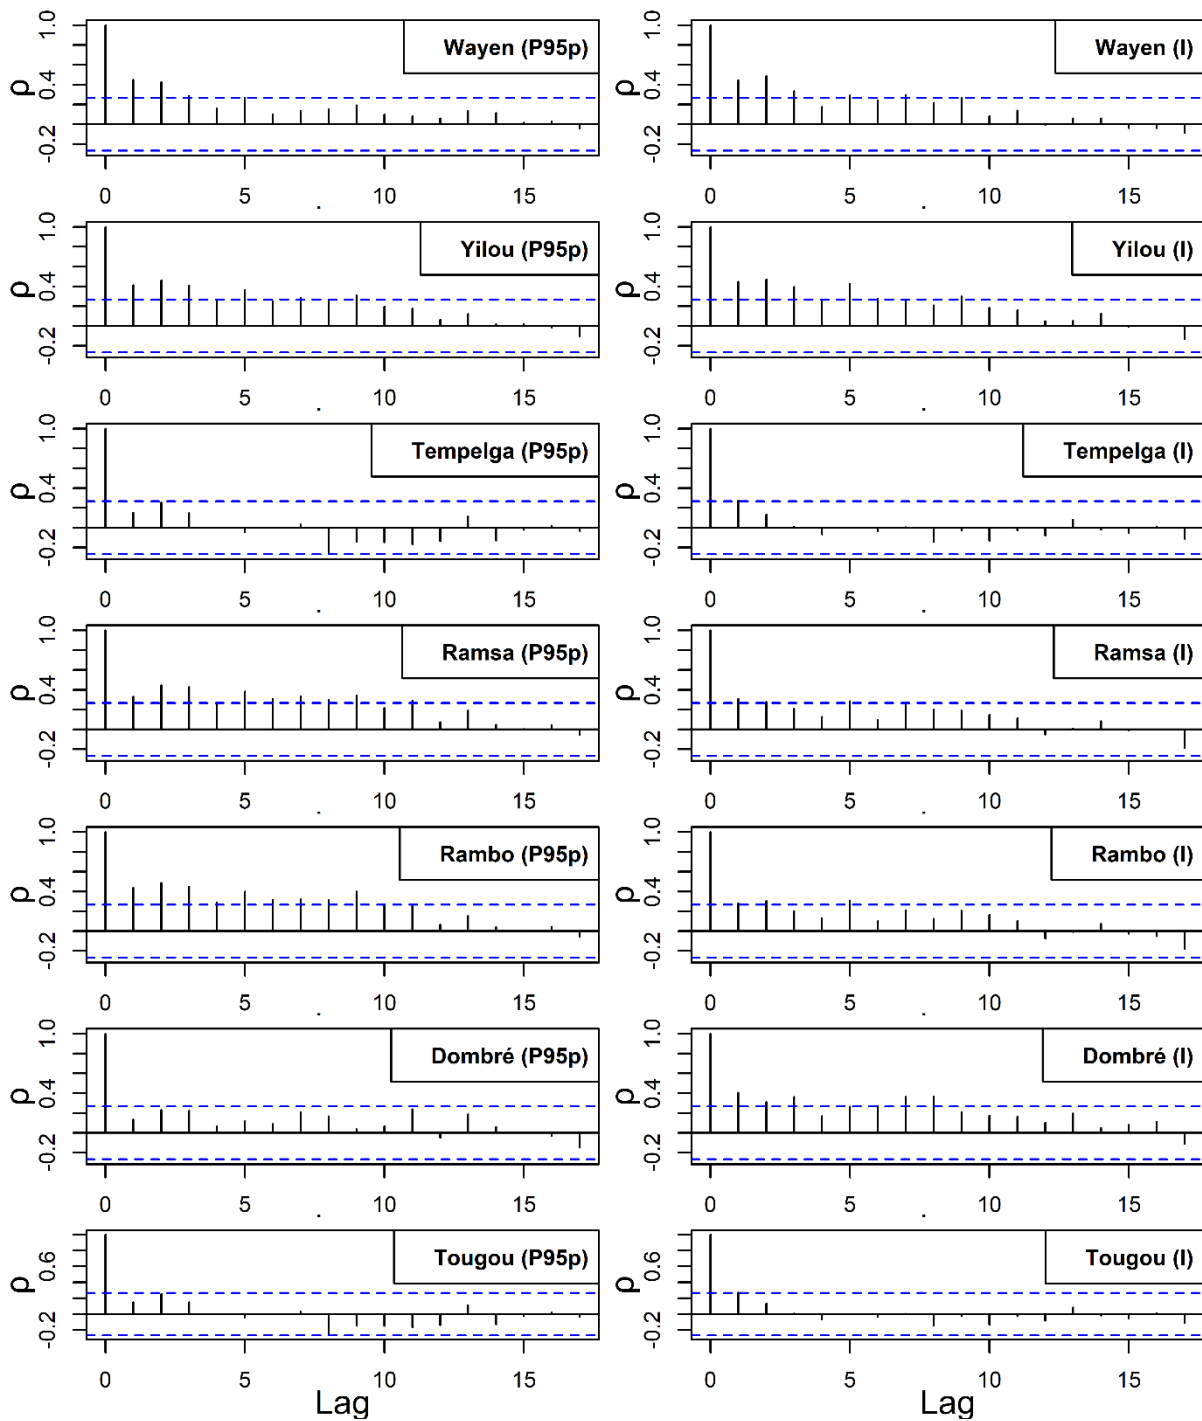 Wayen (P95p)
ρ
1.0
0.4
-0.2
0 5 10 15
Wayen (I)
ρ
1.0
0.4
-0.2
0 5 10 15
Yilou (P95p)
ρ
1.0
0.4
-0.2
0 5 10 15
Yilou (I)
ρ
1.0
0.4
-0.2
0 5 10 15
Tempelga (P95p)
ρ
1.0
0.4
-0.2
0 5 10 15
Tempelga (I)
ρ
1.0
0.4
-0.2
0 5 10 15
Ramsa (P95p)
ρ
1.0
0.4
-0.2
0 5 10 15
Ramsa (I)
ρ
1.0
0.4
-0.2
0 5 10 15
Rambo (P95p)
ρ
1.0
0.4
-0.2
0 5 10 15
Rambo (I)
ρ
1.0
0.4
-0.2
0 5 10 15
Dombré (P95p)
ρ
1.0
0.4
-0.2
0 5 10 15
Dombré (I)
ρ
1.0
0.4
-0.2
0 5 10 15
Tougou (P95p)
ρ
0.6
-0.2
0 5 10 15
Lag
Tougou (I)
ρ
0.6
-0.2
0 5 10 15
Lag